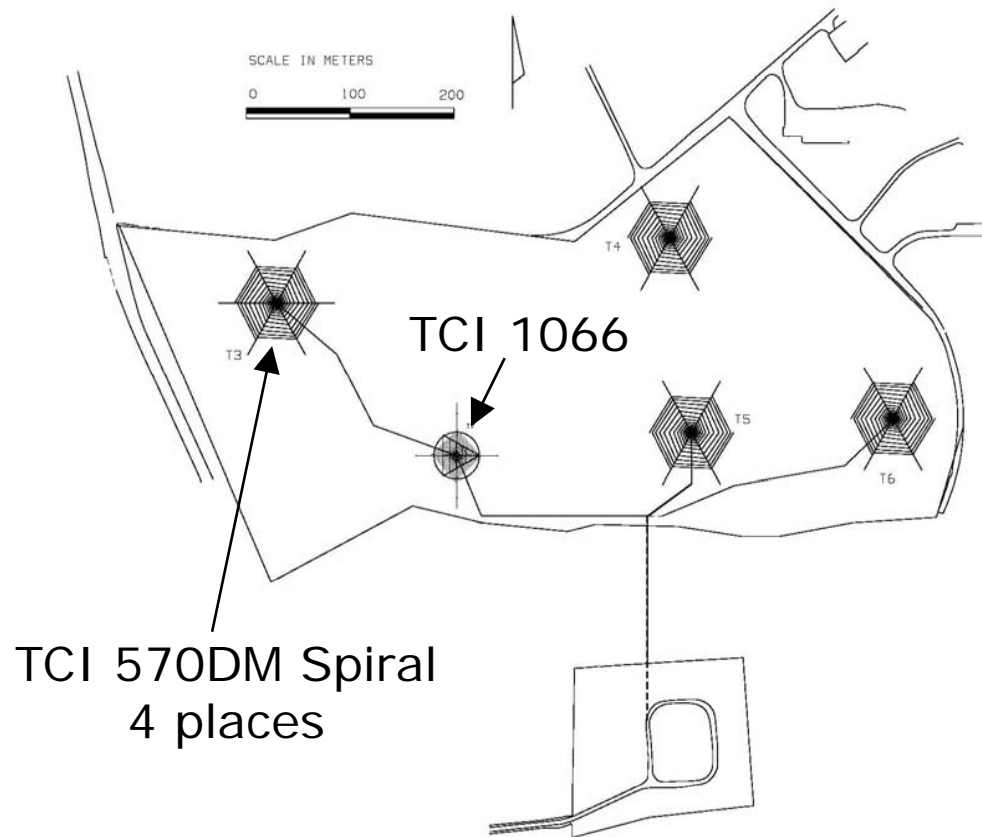 SCALE IN METERS
0 100 200
T4
TCI 1066
T3
T5
T6
TCI 570DM Spiral
4 places